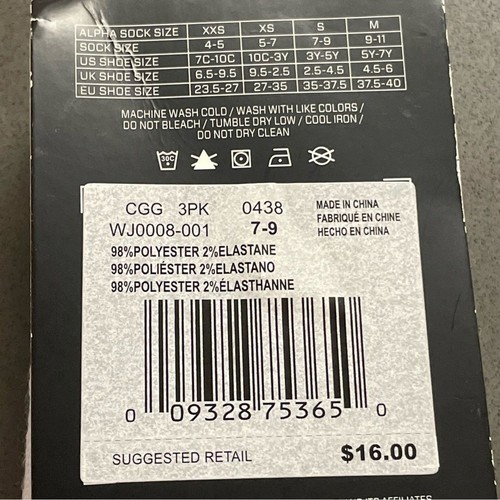 ALPHA SOCK SIZE XXS XS S M
SOCK SIZE 4-5 5-7 7-9 9-11
US SHOE SIZE 7C-10C 10C-3Y 3Y-5Y 5Y-7Y
UK SHOE SIZE 6.5-9.5 9.5-2.5 2.5-4.5 4.5-6
EU SHOE SIZE 23.5-27 27-35 35-37.5 37.5-40
MACHINE WASH COLD / WASH WITH LIKE COLORS /
DO NOT BLEACH / TUMBLE DRY LOW / COOL IRON /
DO NOT DRY CLEAN
30C
CGG 3PK 0438
WJ0008-001 7-9
MADE IN CHINA
FABRIQUÉ EN CHINE
HECHO EN CHINA
98%POLYESTER 2%ELASTANE
98%POLIÉSTER 2%ELASTANO
98%POLYESTER 2%ÉLASTHANNE
0 09328 75365 0
SUGGESTED RETAIL $16.00